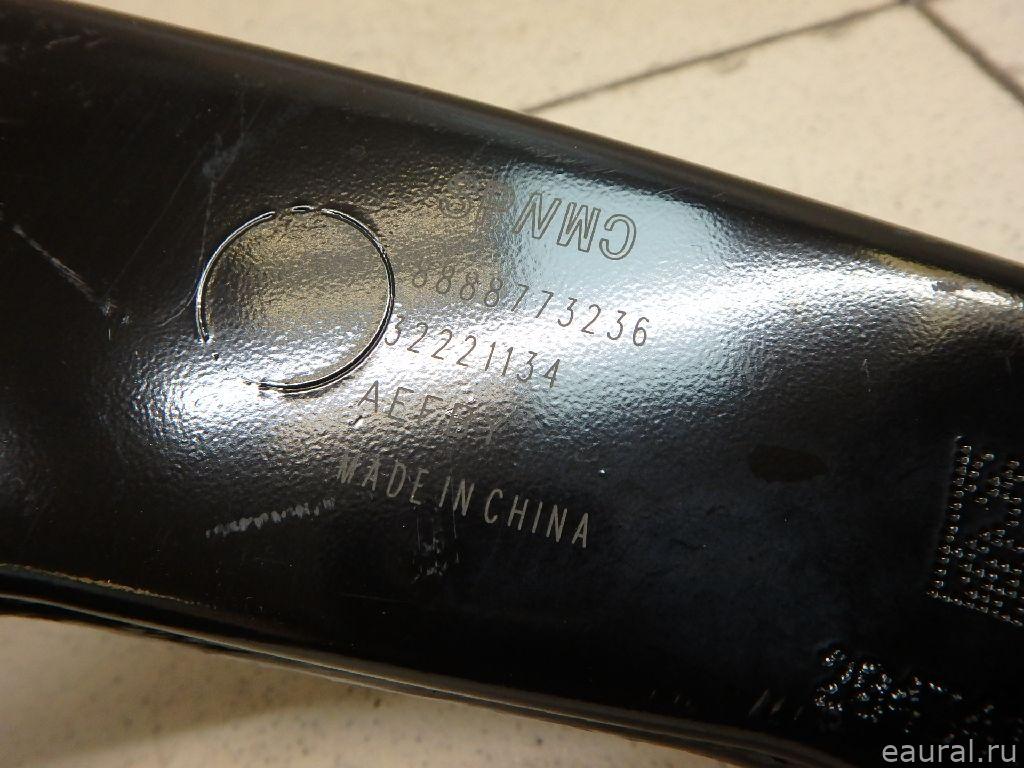 CMN
8888773236
32221134
MADE IN CHINA
eaural.ru